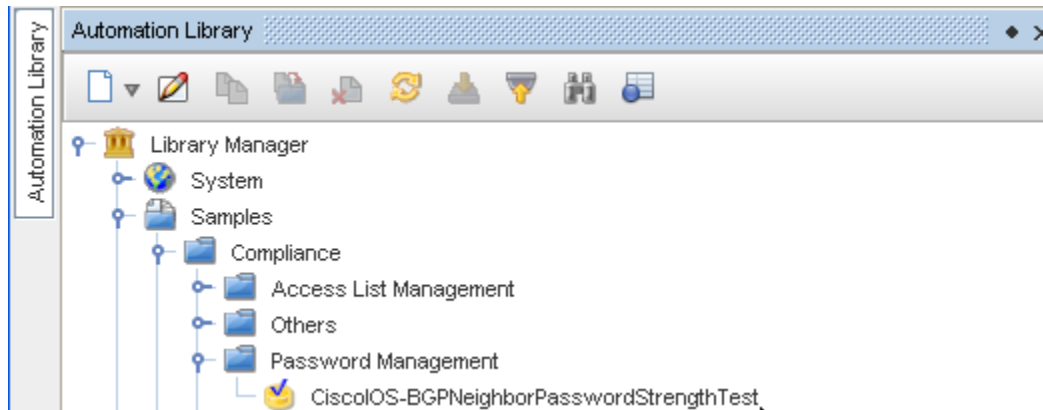 Automation Library
Automation Library
Library Manager
System
Samples
Compliance
Access List Management
Others
Password Management
CiscoIOS-BGPNeighborPasswordStrengthTest